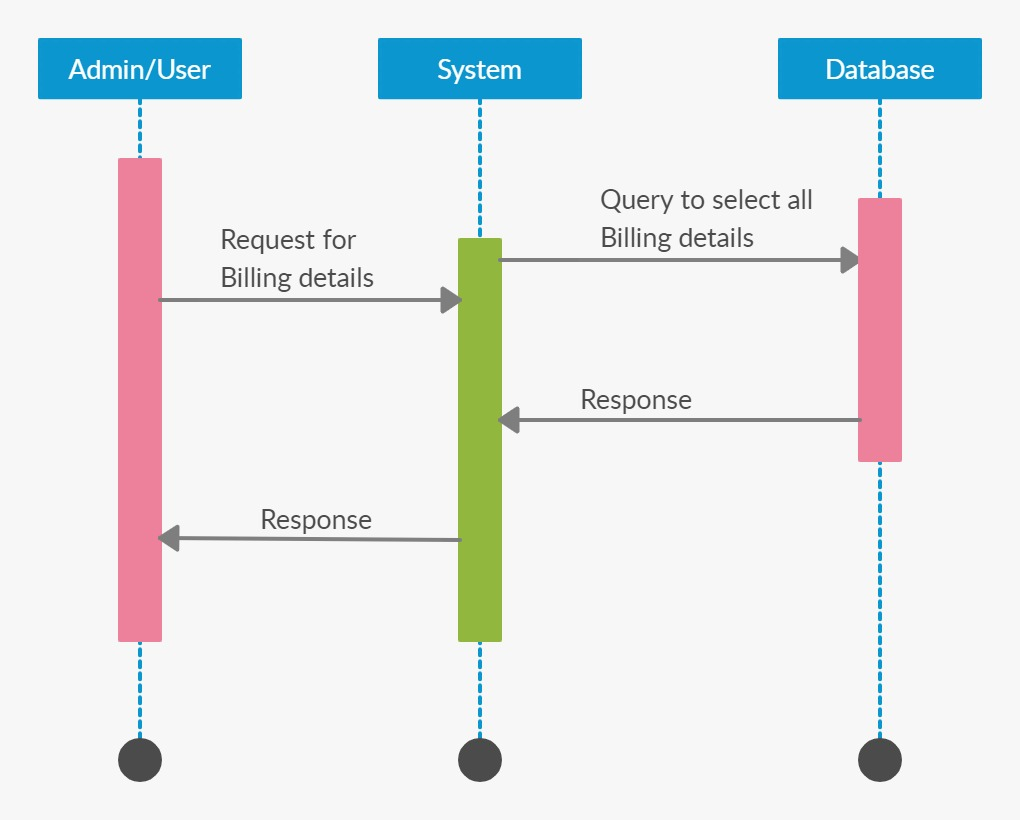 Admin/User
System
Database
Query to select all
Billing details
Request for
Billing details
Response
Response